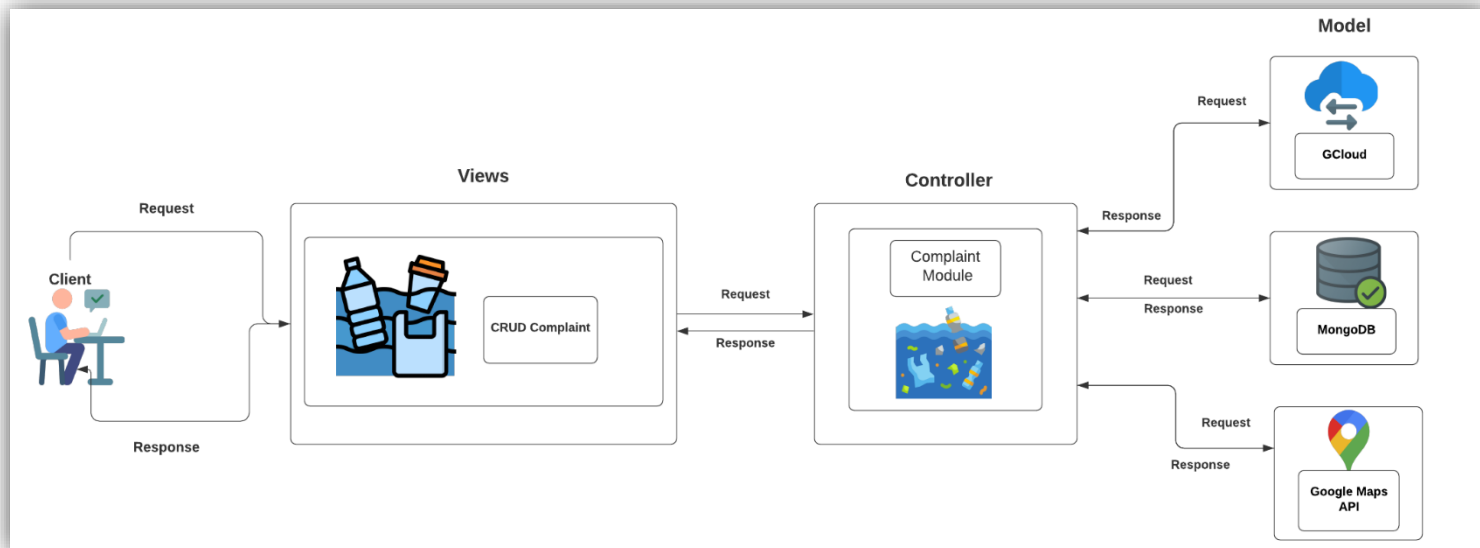 Model
Request
GCloud
Views
Controller
Request
Response
Complaint
Module
Client
Request
Request
Response
CRUD Complaint
Response
MongoDB
Request
Response
Response
Google Maps
API